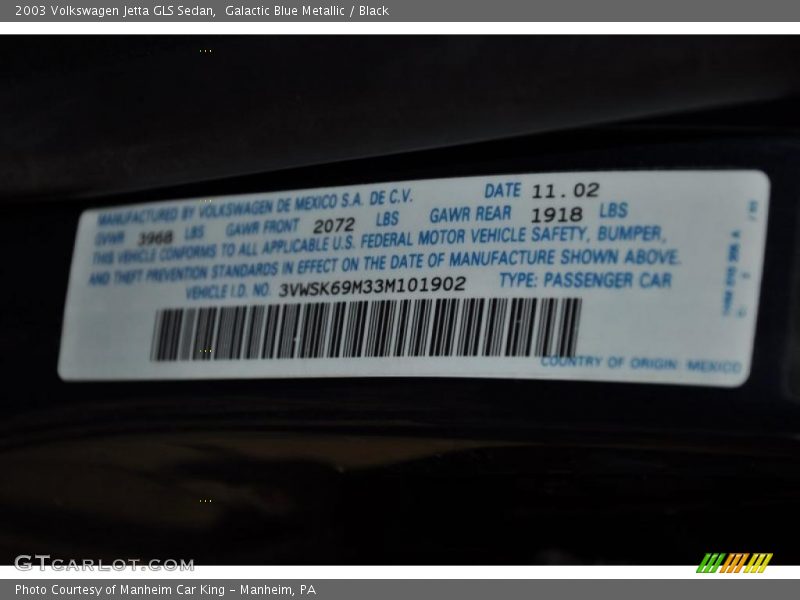 2003 Volkswagen Jetta GLS Sedan,  Galactic Blue Metallic / Black
MANUFACTURED BY VOLKSWAGEN DE MEXICO S.A. DE C.V. DATE 11.02
GVWR 3968 LBS GAWR FRONT 2072 LBS GAWR REAR 1918 LBS
THIS VEHICLE CONFORMS TO ALL APPLICABLE U.S. FEDERAL MOTOR VEHICLE SAFETY, BUMPER,
AND THEFT PREVENTION STANDARDS IN EFFECT ON THE DATE OF MANUFACTURE SHOWN ABOVE.
VEHICLE I.D. NO. 3VWSK69M33M101902 TYPE: PASSENGER CAR
COUNTRY OF ORIGIN: MEXICO
GTcarlot.com
Photo Courtesy of Manheim Car King - Manheim, PA